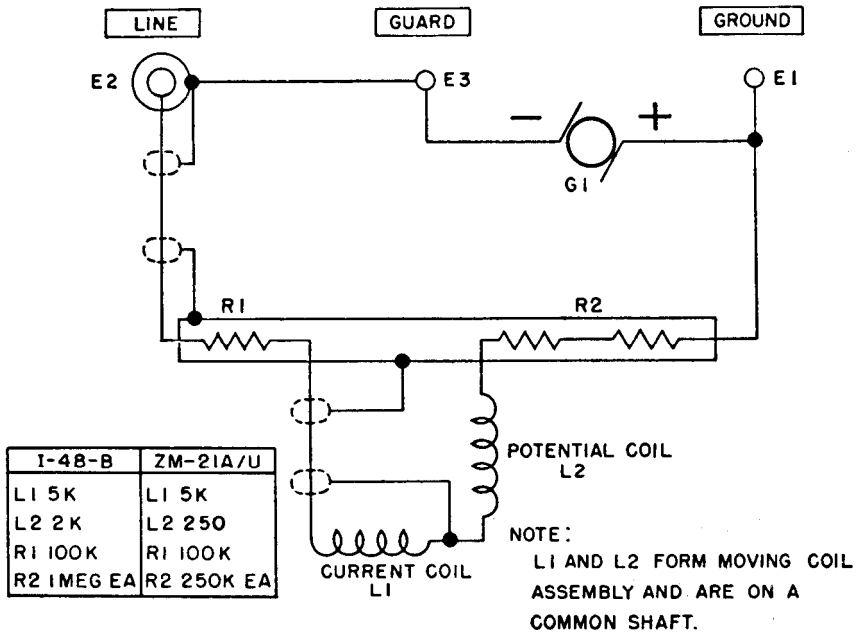 LINE
GUARD
GROUND
E2
E3
E1
−
+
G1
R1
R2
I-48-B ZM-21A/U
L1 5K L1 5K
L2 2K L2 250
R1 100K R1 100K
R2 1MEG EA R2 250K EA
POTENTIAL COIL
L2
CURRENT COIL
L1
NOTE:
L1 AND L2 FORM MOVING COIL
ASSEMBLY AND ARE ON A
COMMON SHAFT.